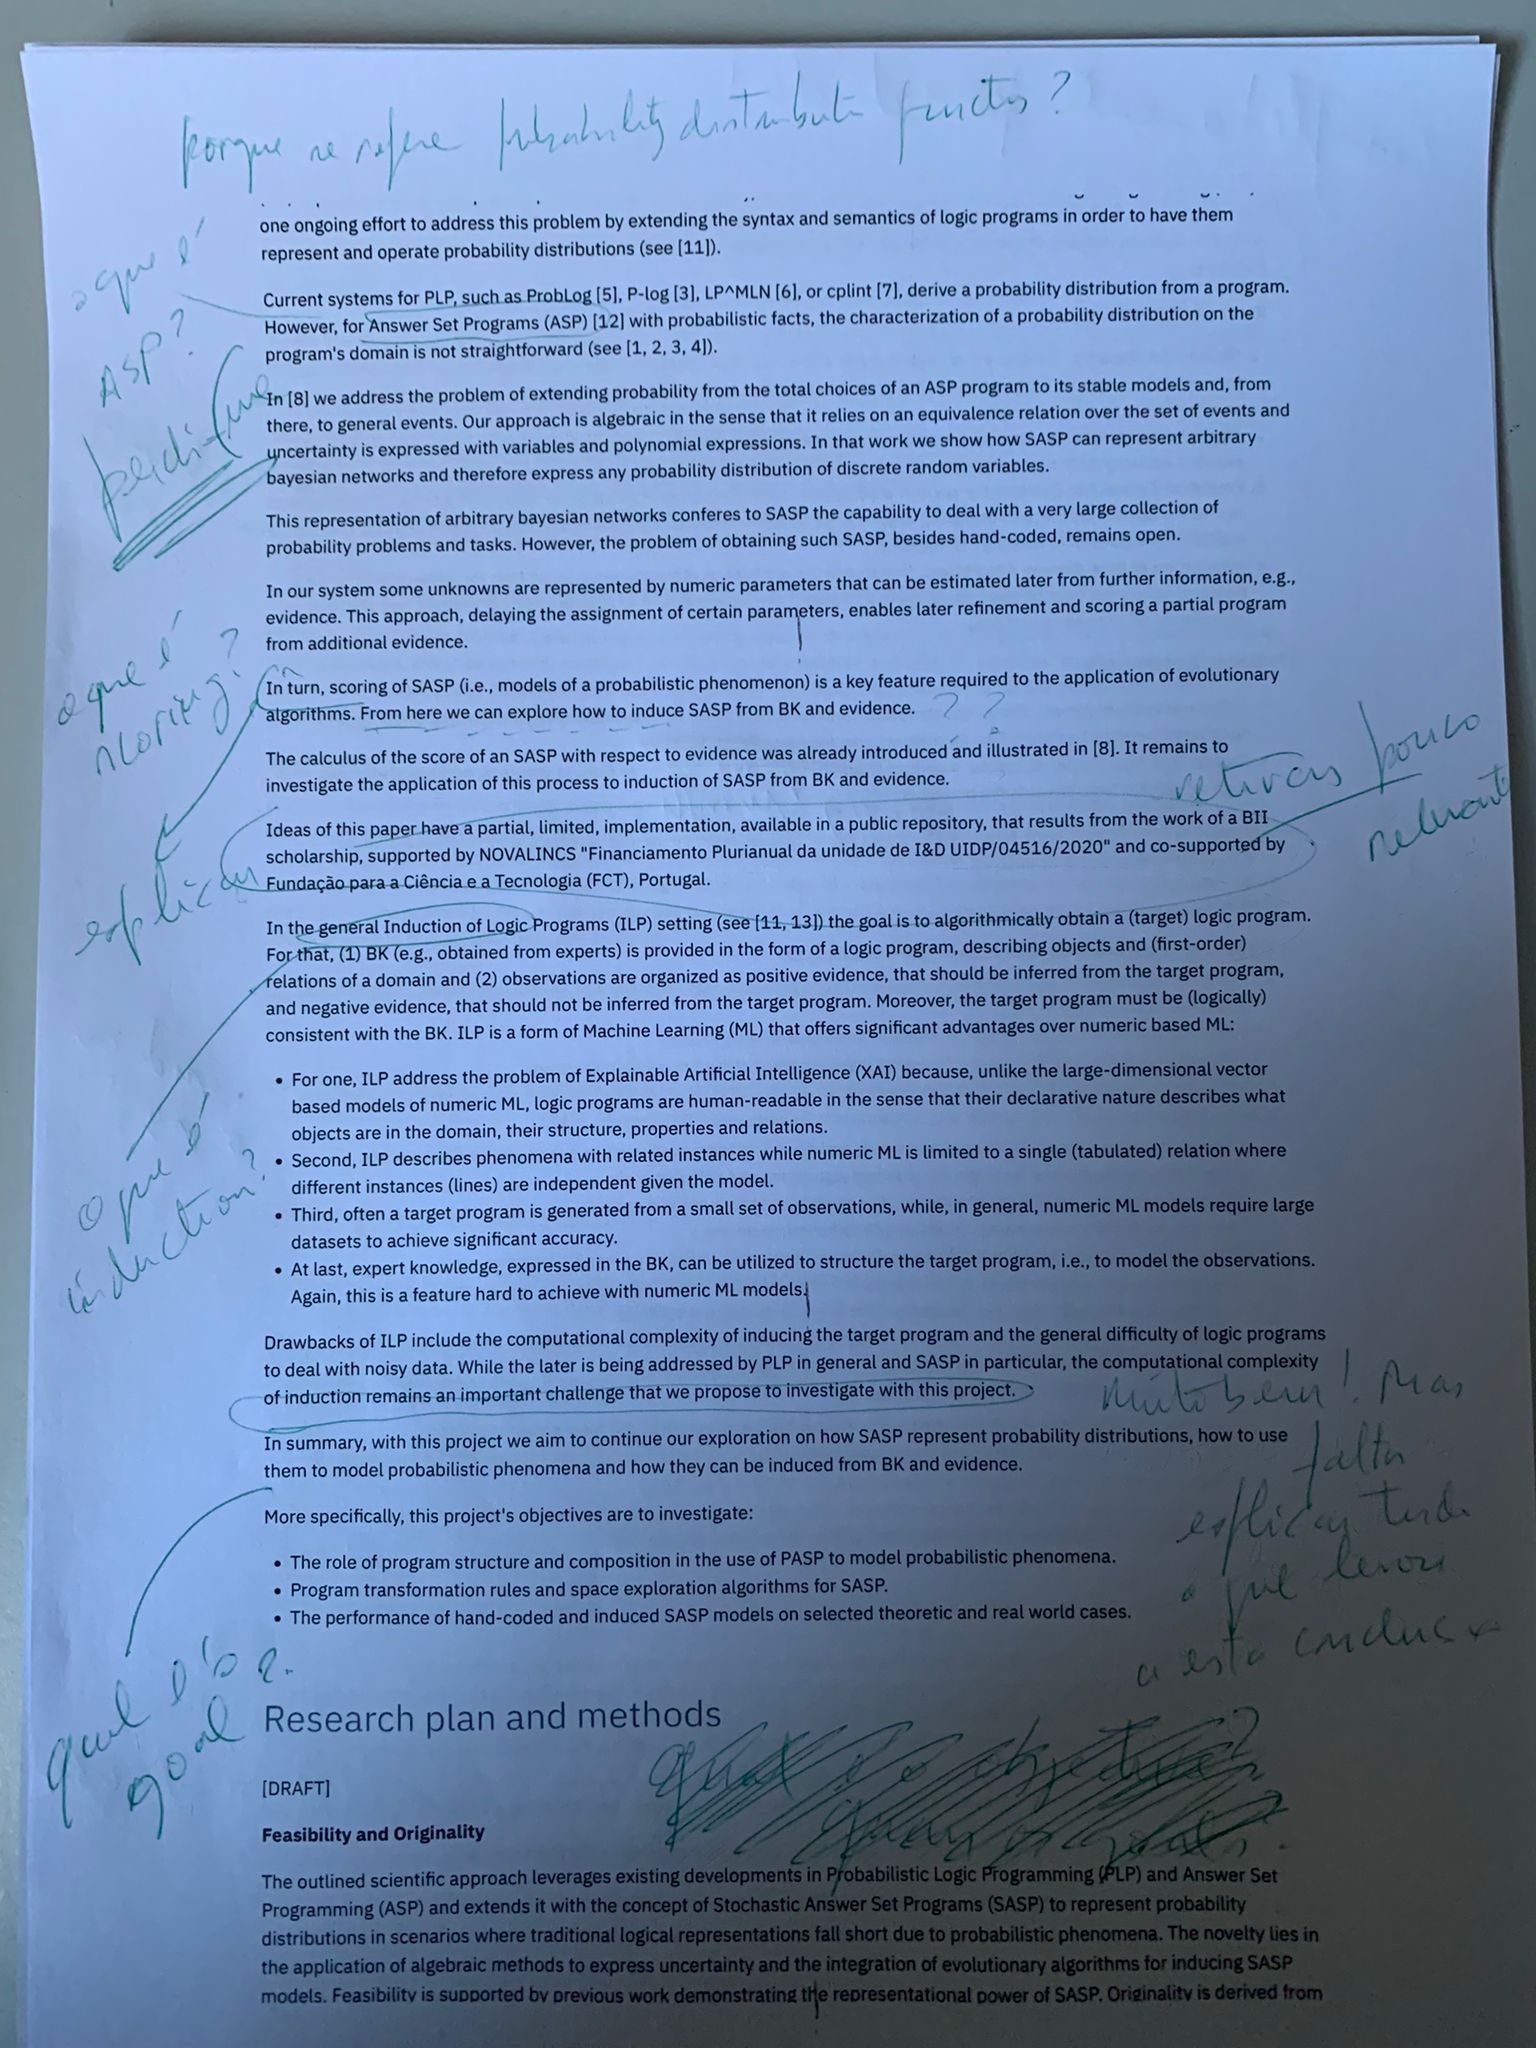 porque se refere probability distribution functions?
one ongoing effort to address this problem by extending the syntax and semantics of logic programs in order to have them
represent and operate probability distributions (see [11]).
o que é
ASP?
Current systems for PLP, such as ProbLog [5], P-log [3], LP^MLN [6], or cplint [7], derive a probability distribution from a program.
However, for Answer Set Programs (ASP) [12] with probabilistic facts, the characterization of a probability distribution on the
program's domain is not straightforward (see [1, 2, 3, 4]).
perdi-me
In [8] we address the problem of extending probability from the total choices of an ASP program to its stable models and, from
there, to general events. Our approach is algebraic in the sense that it relies on an equivalence relation over the set of events and
uncertainty is expressed with variables and polynomial expressions. In that work we show how SASP can represent arbitrary
bayesian networks and therefore express any probability distribution of discrete random variables.
This representation of arbitrary bayesian networks conferes to SASP the capability to deal with a very large collection of
probability problems and tasks. However, the problem of obtaining such SASP, besides hand-coded, remains open.
In our system some unknowns are represented by numeric parameters that can be estimated later from further information, e.g.,
evidence. This approach, delaying the assignment of certain parameters, enables later refinement and scoring a partial program
from additional evidence.
o que é
scoring?
In turn, scoring of SASP (i.e., models of a probabilistic phenomenon) is a key feature required to the application of evolutionary
algorithms. From here we can explore how to induce SASP from BK and evidence. ? ?
The calculus of the score of an SASP with respect to evidence was already introduced and illustrated in [8]. It remains to
investigate the application of this process to induction of SASP from BK and evidence.
retirar pouco
relevante
explicar
Ideas of this paper have a partial, limited, implementation, available in a public repository, that results from the work of a BII
scholarship, supported by NOVALINCS "Financiamento Plurianual da unidade de I&D UIDP/04516/2020" and co-supported by
Fundação para a Ciência e a Tecnologia (FCT), Portugal.
In the general Induction of Logic Programs (ILP) setting (see [11, 13]) the goal is to algorithmically obtain a (target) logic program.
For that, (1) BK (e.g., obtained from experts) is provided in the form of a logic program, describing objects and (first-order)
relations of a domain and (2) observations are organized as positive evidence, that should be inferred from the target program,
and negative evidence, that should not be inferred from the target program. Moreover, the target program must be (logically)
consistent with the BK. ILP is a form of Machine Learning (ML) that offers significant advantages over numeric based ML:
o que é
induction?
• For one, ILP address the problem of Explainable Artificial Intelligence (XAI) because, unlike the large-dimensional vector
based models of numeric ML, logic programs are human-readable in the sense that their declarative nature describes what
objects are in the domain, their structure, properties and relations.
• Second, ILP describes phenomena with related instances while numeric ML is limited to a single (tabulated) relation where
different instances (lines) are independent given the model.
• Third, often a target program is generated from a small set of observations, while, in general, numeric ML models require large
datasets to achieve significant accuracy.
• At last, expert knowledge, expressed in the BK, can be utilized to structure the target program, i.e., to model the observations.
Again, this is a feature hard to achieve with numeric ML models.
Drawbacks of ILP include the computational complexity of inducing the target program and the general difficulty of logic programs
to deal with noisy data. While the later is being addressed by PLP in general and SASP in particular, the computational complexity
of induction remains an important challenge that we propose to investigate with this project.
Muito bem! Mas
falta
explicar tudo
o que levou
a esta conclusão
In summary, with this project we aim to continue our exploration on how SASP represent probability distributions, how to use
them to model probabilistic phenomena and how they can be induced from BK and evidence.
More specifically, this project's objectives are to investigate:
• The role of program structure and composition in the use of PASP to model probabilistic phenomena.
• Program transformation rules and space exploration algorithms for SASP.
• The performance of hand-coded and induced SASP models on selected theoretic and real world cases.
qual é o
goal?
Research plan and methods
[DRAFT]
Feasibility and Originality
The outlined scientific approach leverages existing developments in Probabilistic Logic Programming (PLP) and Answer Set
Programming (ASP) and extends it with the concept of Stochastic Answer Set Programs (SASP) to represent probability
distributions in scenarios where traditional logical representations fall short due to probabilistic phenomena. The novelty lies in
the application of algebraic methods to express uncertainty and the integration of evolutionary algorithms for inducing SASP
models. Feasibility is supported by previous work demonstrating the representational power of SASP. Originality is derived from